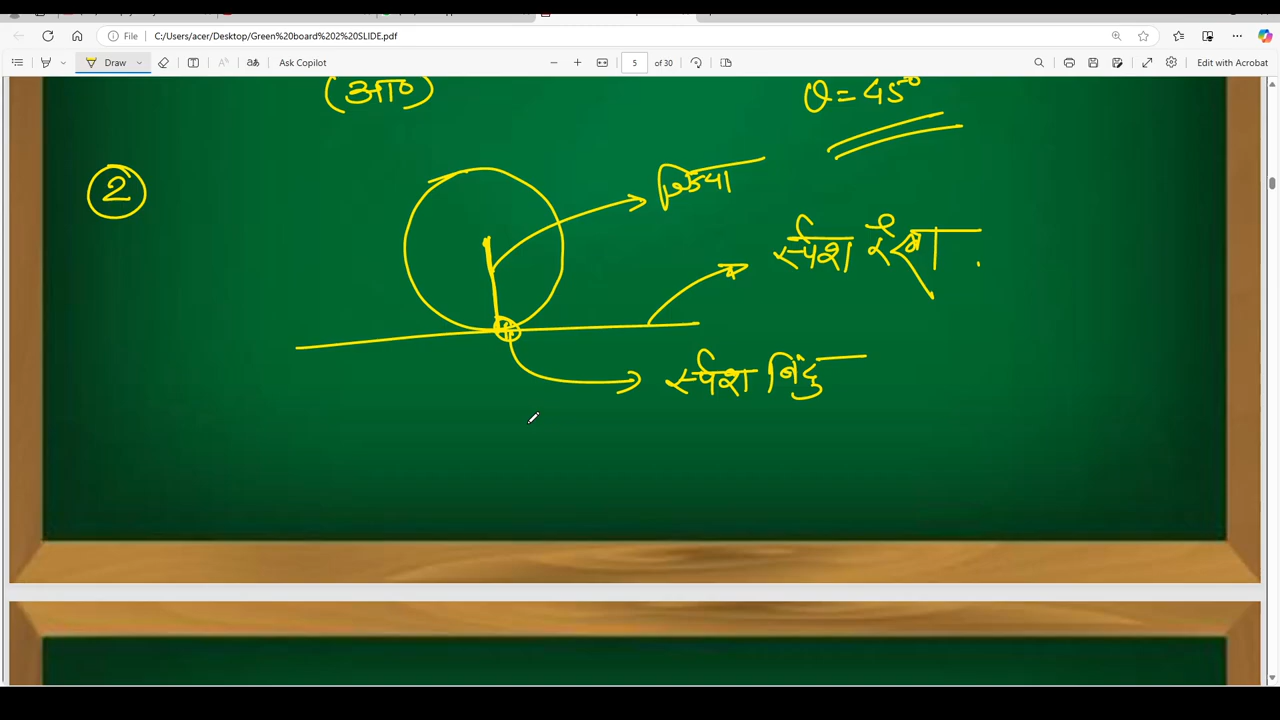 File C:/Users/acer/Desktop/Green%20board%202%20SLIDE.pdf
Draw Ask Copilot 5 of 30 Edit with Acrobat
(आ०) θ = 45°
②
त्रिज्या
स्पर्श रेखा
स्पर्श बिंदु